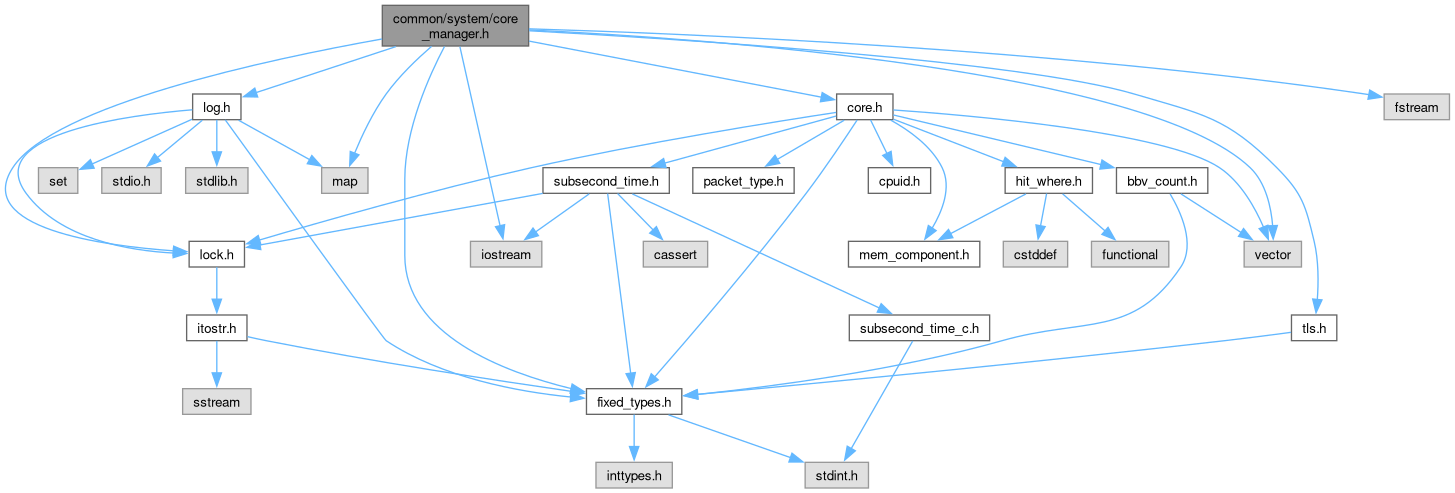 common/system/core
_manager.h
log.h
core.h
fstream
set
stdio.h
stdlib.h
map
subsecond_time.h
packet_type.h
cpuid.h
hit_where.h
bbv_count.h
lock.h
iostream
cassert
mem_component.h
cstddef
functional
vector
itostr.h
subsecond_time_c.h
tls.h
sstream
fixed_types.h
inttypes.h
stdint.h